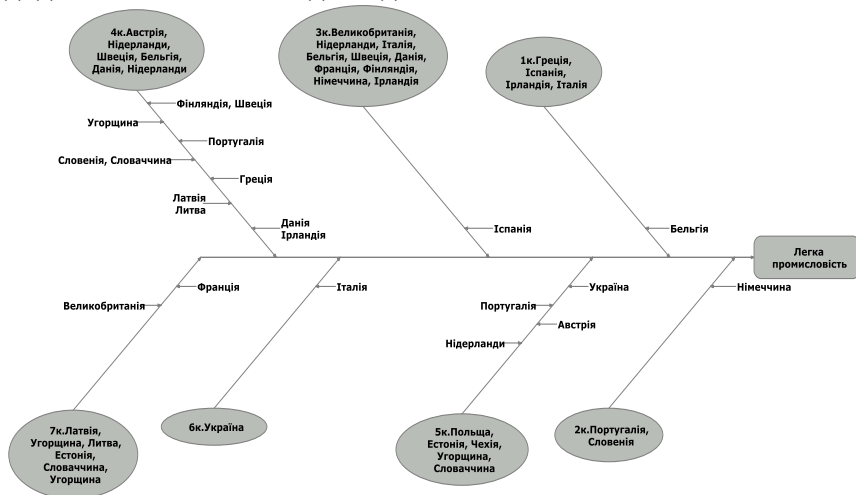 4к.Австрія,
Нідерланди,
Швеція, Бельгія,
Данія, Нідерланди
3к.Великобританія,
Нідерланди, Італія,
Бельгія, Швеція, Данія,
Франція, Фінляндія,
Німеччина, Ірландія
1к.Греція,
Іспанія,
Ірландія, Італія
Фінляндія, Швеція
Угорщина
Португалія
Словенія, Словаччина
Греція
Латвія
Литва
Данія
Ірландія
Іспанія
Бельгія
Легка
промисловість
Франція
Великобританія
Італія
Україна
Португалія
Австрія
Нідерланди
Німеччина
7к.Латвія,
Угорщина, Литва,
Естонія,
Словаччина,
Угорщина
6к.Україна
5к.Польща,
Естонія, Чехія,
Угорщина,
Словаччина
2к.Португалія,
Словенія